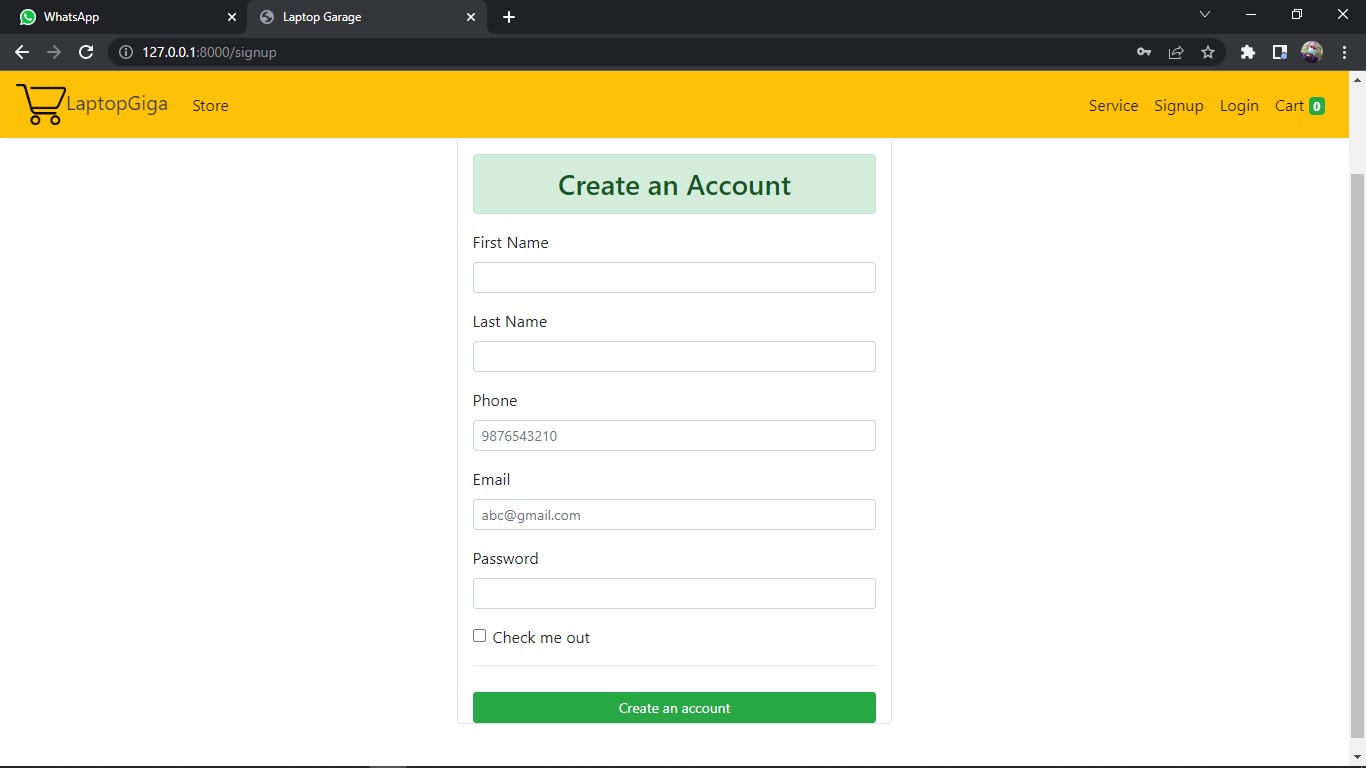 WhatsApp
Laptop Garage
127.0.0.1:8000/signup
LaptopGiga Store Service Signup Login Cart 0
Create an Account
First Name
Last Name
Phone
9876543210
Email
abc@gmail.com
Password
Check me out
Create an account